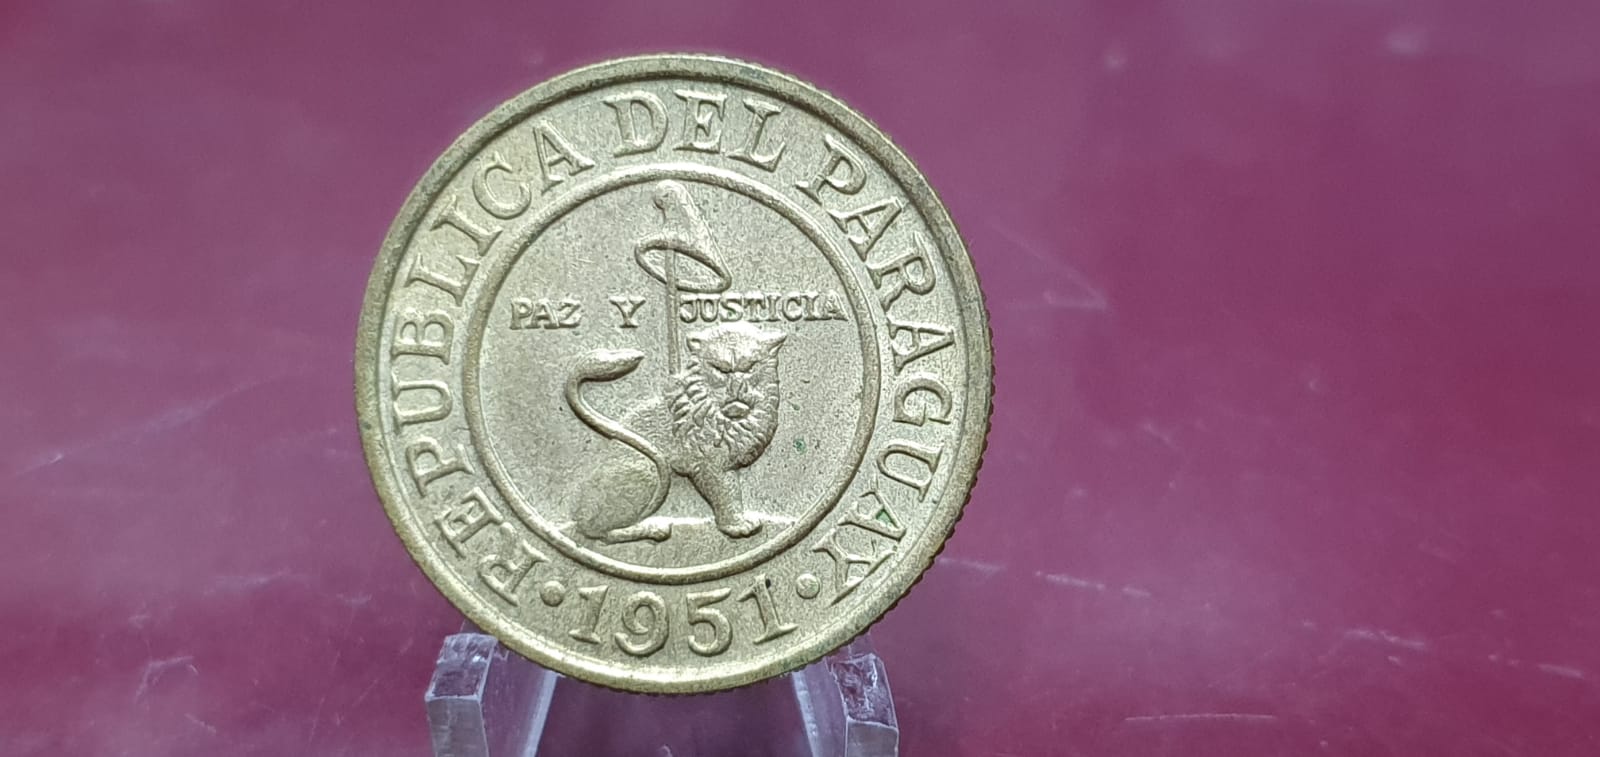 REPUBLICA DEL PARAGUAY
PAZ Y JUSTICIA
• 1951 •